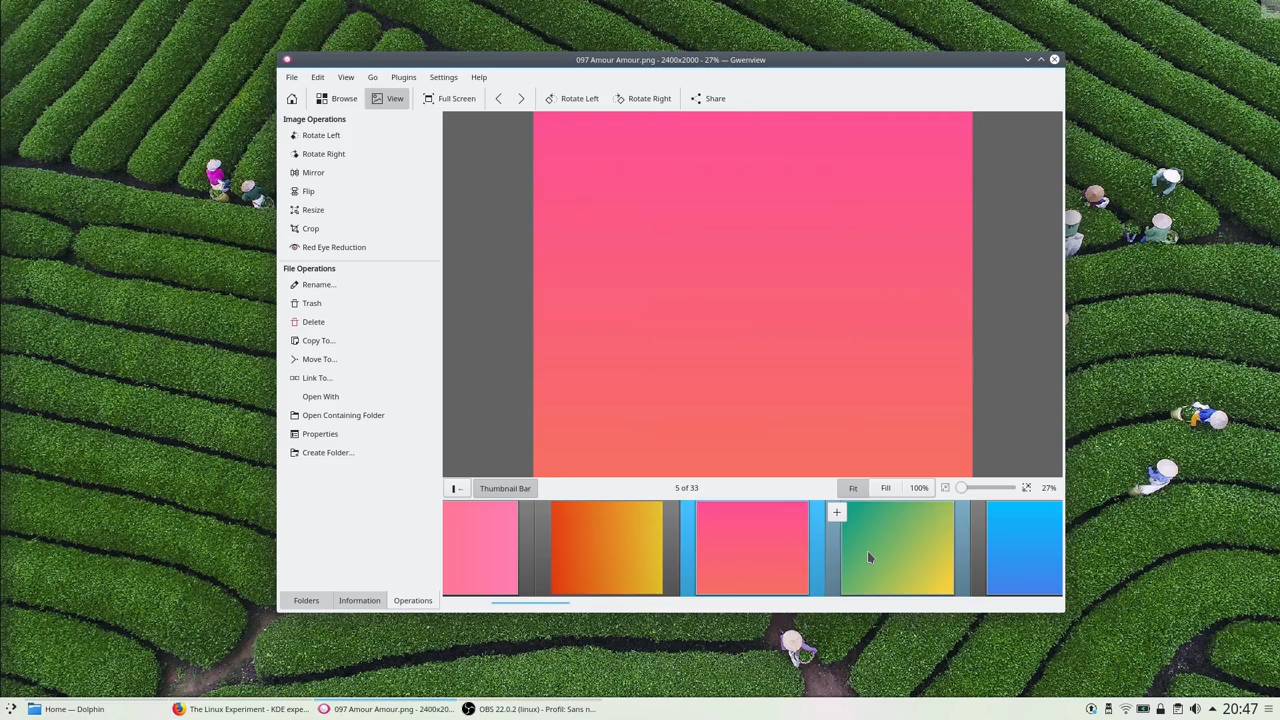 097 Amour Amour.png - 2400x2000 - 27% — Gwenview
File Edit View Go Plugins Settings Help
Browse View Full Screen Rotate Left Rotate Right Share
Image Operations
Rotate Left
Rotate Right
Mirror
Flip
Resize
Crop
Red Eye Reduction
File Operations
Rename...
Trash
Delete
Copy To...
Move To...
Link To...
Open With
Open Containing Folder
Properties
Create Folder...
Thumbnail Bar 5 of 33 Fit Fill 100% 27%
Folders Information Operations
Home — Dolphin The Linux Experiment - KDE expe... 097 Amour Amour.png - 2400x20... OBS 22.0.2 (linux) - Profil: Sans n... 20:47